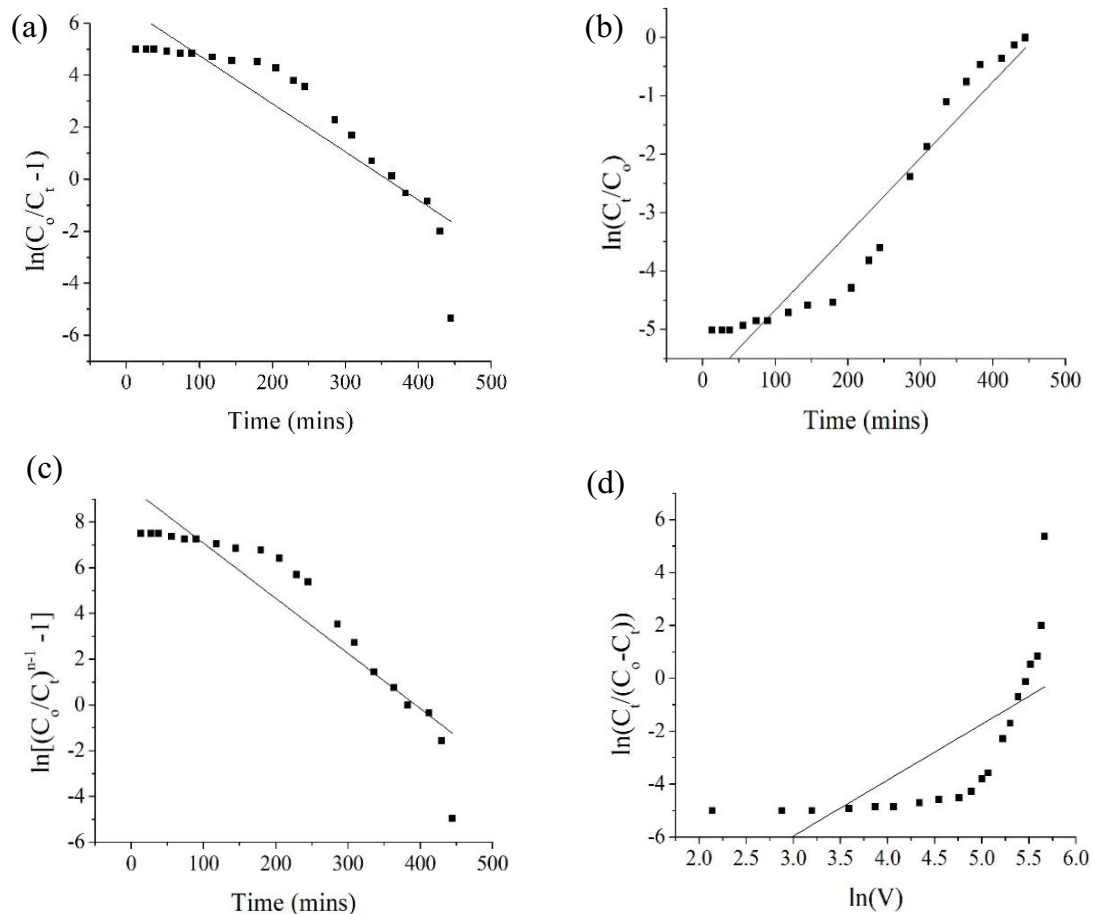 (a)
ln(Cₒ/Cₜ -1)
6
4
2
0
-2
-4
-6
0 100 200 300 400 500
Time (mins)
(b)
ln(Cₜ/Cₒ)
0
-1
-2
-3
-4
-5
0 100 200 300 400 500
Time (mins)
(c)
ln[(Cₒ/Cₜ)ⁿ⁻¹ -1]
8
6
4
2
0
-2
-4
-6
0 100 200 300 400 500
Time (mins)
(d)
ln(Cₜ/(Cₒ-Cₜ))
6
4
2
0
-2
-4
-6
2.0 2.5 3.0 3.5 4.0 4.5 5.0 5.5 6.0
ln(V)